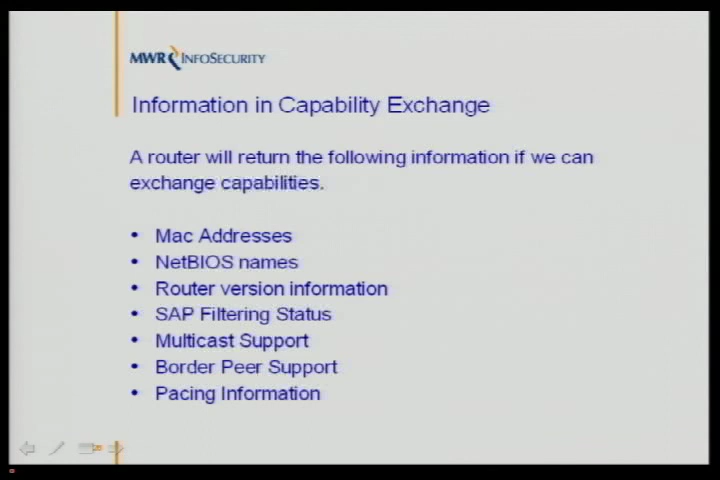 MWR INFOSECURITY
Information in Capability Exchange
A router will return the following information if we can
exchange capabilities.
• Mac Addresses
• NetBIOS names
• Router version information
• SAP Filtering Status
• Multicast Support
• Border Peer Support
• Pacing Information